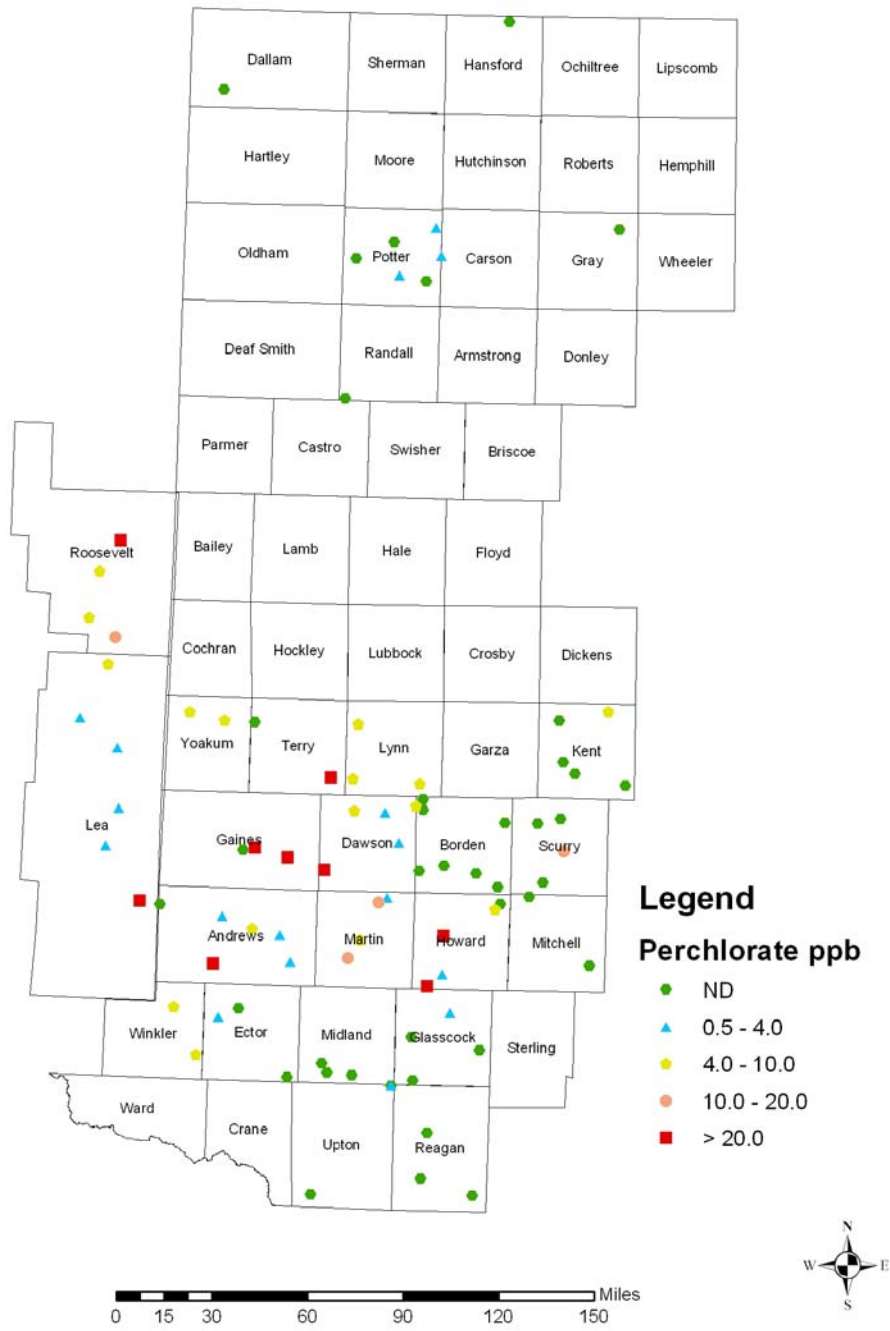 Dallam Sherman Hansford Ochiltree Lipscomb
Hartley Moore Hutchinson Roberts Hemphill
Oldham Potter Carson Gray Wheeler
Deaf Smith Randall Armstrong Donley
Parmer Castro Swisher Briscoe
Roosevelt Bailey Lamb Hale Floyd
Cochran Hockley Lubbock Crosby Dickens
Yoakum Terry Lynn Garza Kent
Lea Gaines Dawson Borden Scurry
Andrews Martin Howard Mitchell
Winkler Ector Midland Glasscock Sterling
Ward Crane Upton Reagan
Legend
Perchlorate ppb
ND
0.5 - 4.0
4.0 - 10.0
10.0 - 20.0
> 20.0
N
W E
S
Miles
0 15 30 60 90 120 150